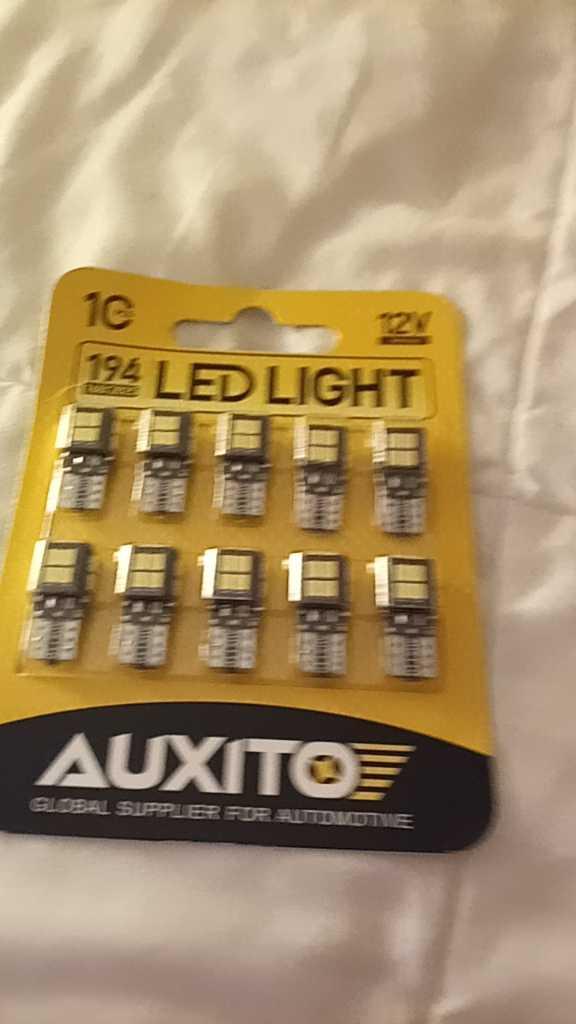 10
12V
194
LED LIGHT
AUXITO
GLOBAL SUPPLIER FOR AUTOMOTIVE